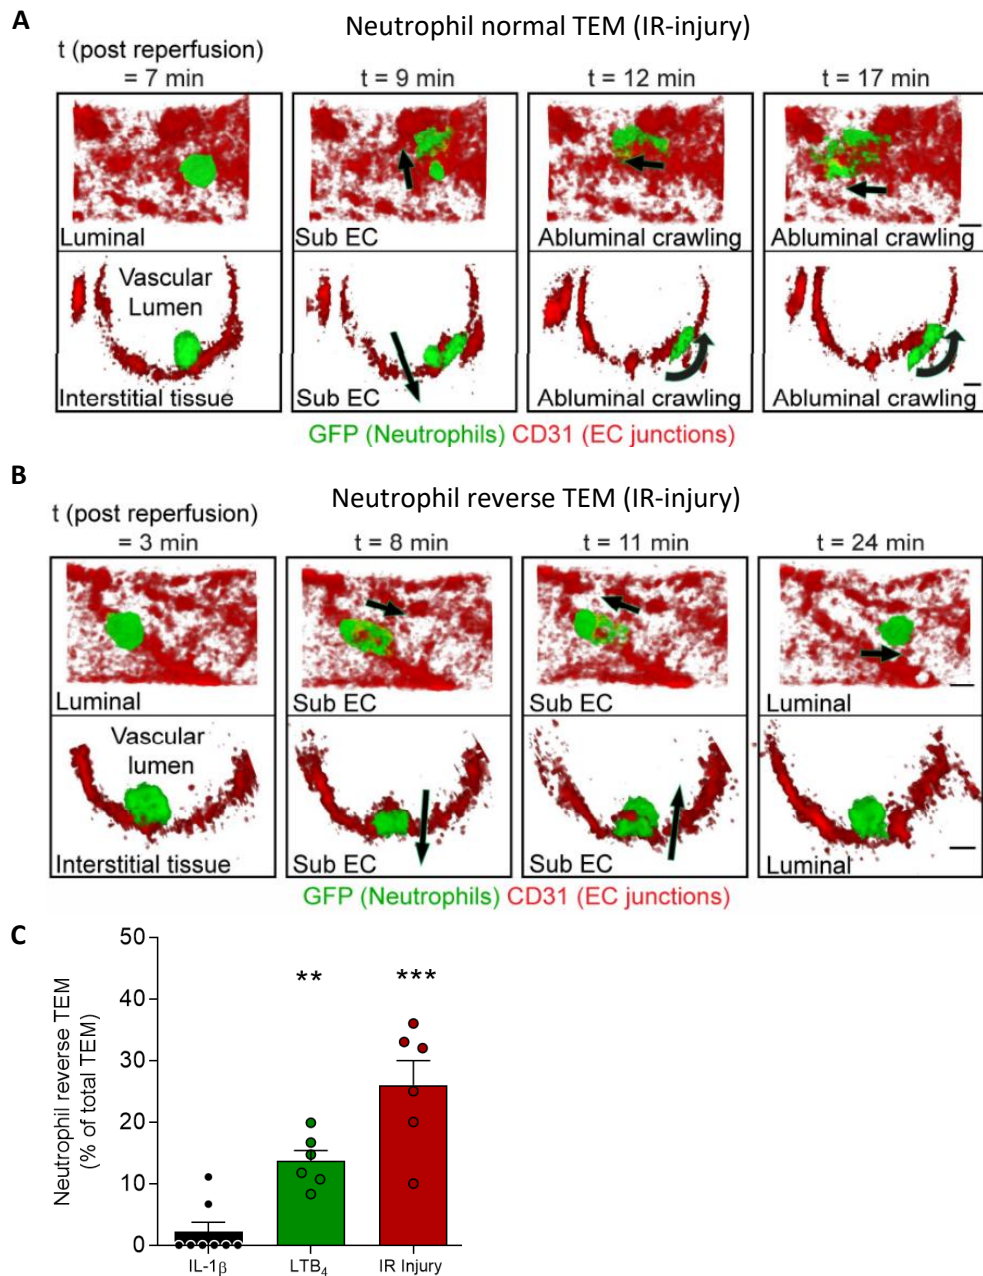 A
Neutrophil normal TEM (IR-injury)
t (post reperfusion)
= 7 min
t = 9 min
t = 12 min
t = 17 min
Luminal
Sub EC
Abluminal crawling
Abluminal crawling
Vascular
Lumen
Interstitial tissue
Sub EC
Abluminal crawling
Abluminal crawling
GFP (Neutrophils) CD31 (EC junctions)
B
Neutrophil reverse TEM (IR-injury)
t (post reperfusion)
= 3 min
t = 8 min
t = 11 min
t = 24 min
Luminal
Sub EC
Sub EC
Luminal
Vascular
lumen
Interstitial tissue
Sub EC
Sub EC
Luminal
GFP (Neutrophils) CD31 (EC junctions)
C
Neutrophil reverse TEM
(% of total TEM)
50
40
30
20
10
0
**
***
IL-1β
LTB₄
IR Injury